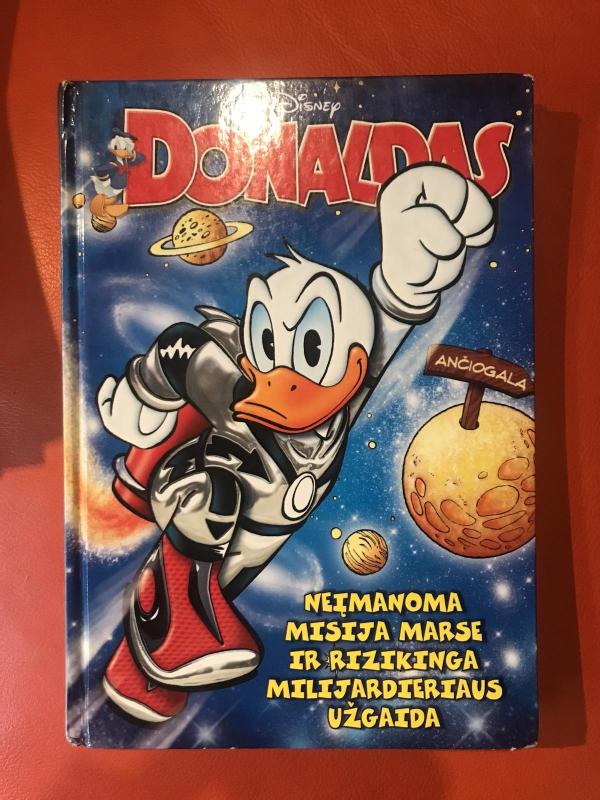 Disney
DONALDAS
ANČIOGALA
NEĮMANOMA
MISIJA MARSE
IR RIZIKINGA
MILIJARDIERIAUS
UŽGAIDA